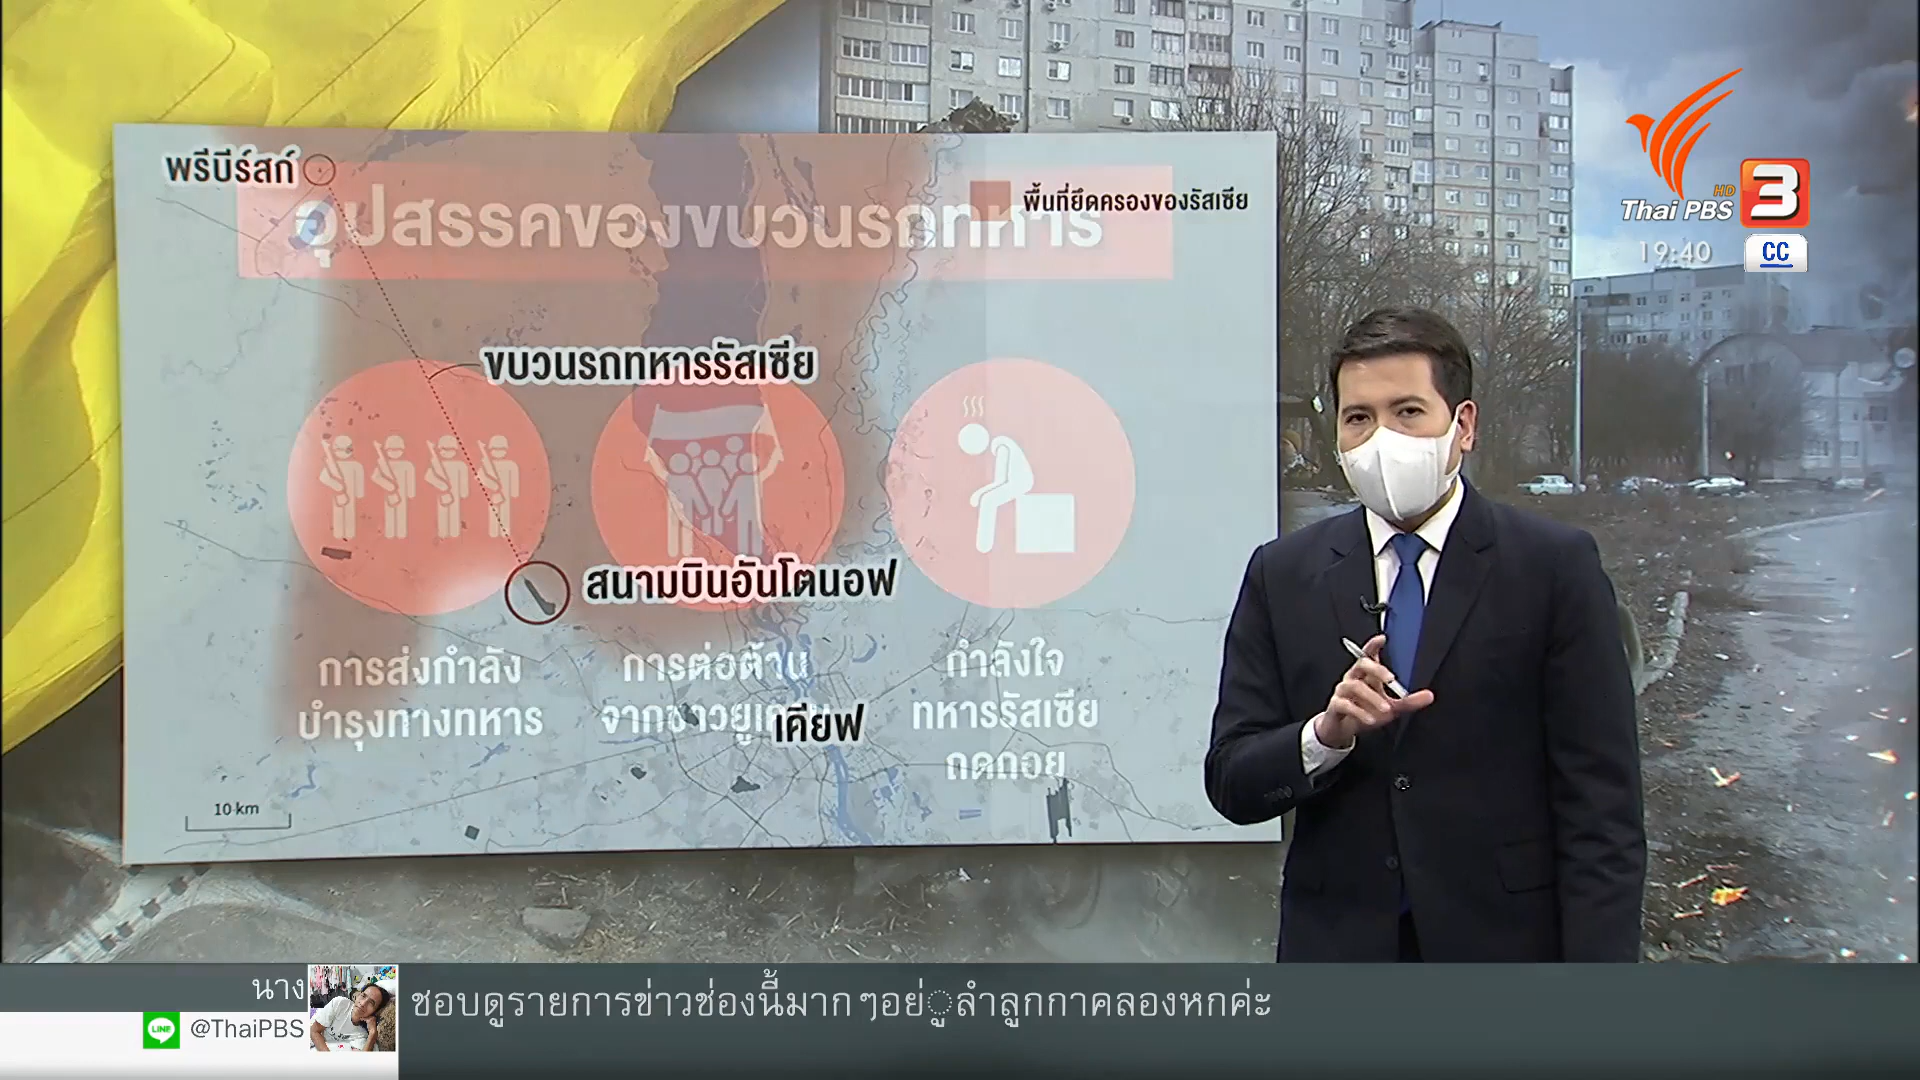 พรีบีร์สก์
อุปสรรคของขบวนรถทหาร
พื้นที่ยึดครองของรัสเซีย
ขบวนรถทหารรัสเซีย
สนามบินอันโตนอฟ
การส่งกำลัง
บำรุงทางทหาร
การต่อต้าน
จากชาวยูเครน
กำลังใจ
ทหารรัสเซีย
ถดถอย
เคียฟ
10 km
Thai PBS
HD
3
19:40
CC
นาง
LINE
@ThaiPBS
ชอบดูรายการข่าวช่องนี้มากๆอยู่ลำลูกกาคลองหกค่ะ